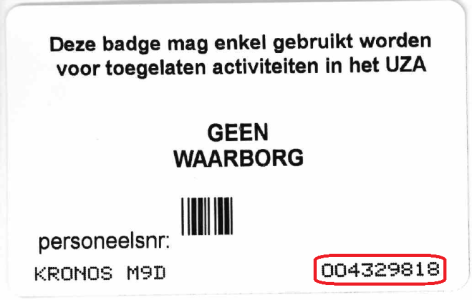 Deze badge mag enkel gebruikt worden
voor toegelaten activiteiten in het UZA
GEEN
WAARBORG
personeelsnr:
KRONOS M9D 004329818